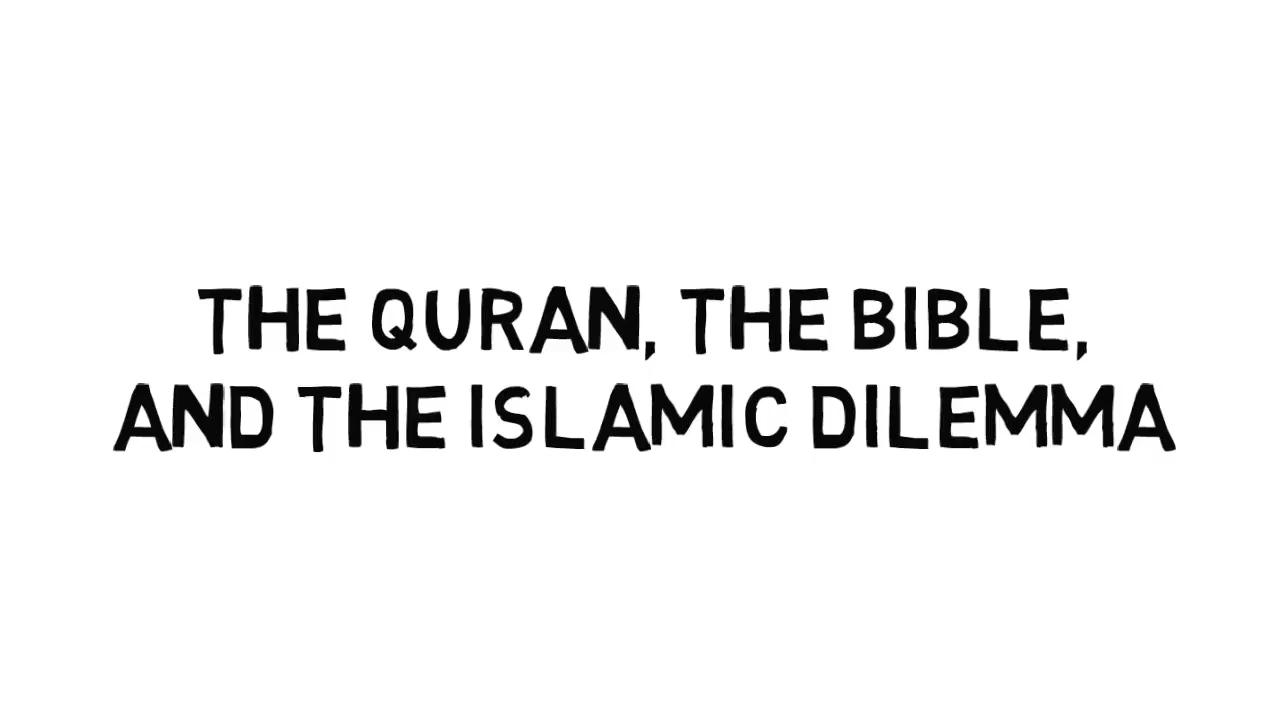 THE QURAN, THE BIBLE,
AND THE ISLAMIC DILEMMA